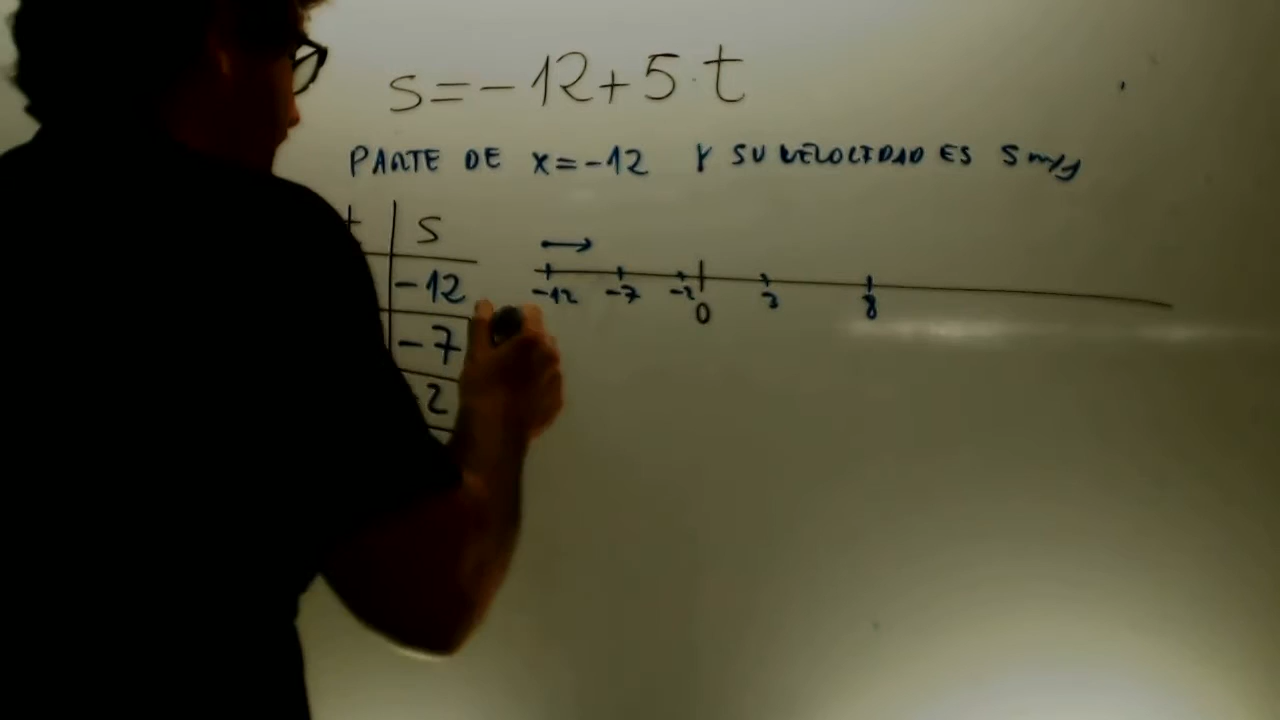 s=-12+5·t
PARTE DE x=-12 Y SU VELOCIDAD ES 5 m/s
t s
-12
-7
-2
-12 -7 -2 0 3 8